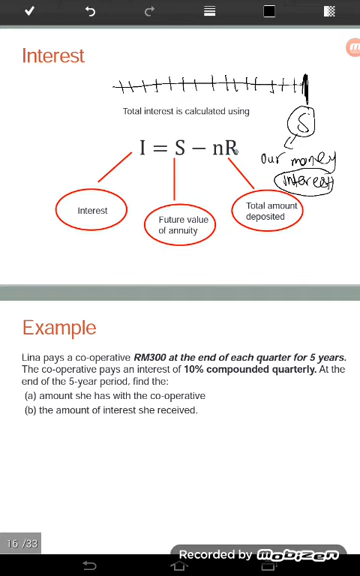 Interest
Total interest is calculated using
S
I = S − nR
our money
interest
Interest
Future value
of annuity
Total amount
deposited
Example
Lina pays a co-operative RM300 at the end of each quarter for 5 years.
The co-operative pays an interest of 10% compounded quarterly. At the
end of the 5-year period, find the:
(a) amount she has with the co-operative
(b) the amount of interest she received.
16 /33
Recorded by mobizen